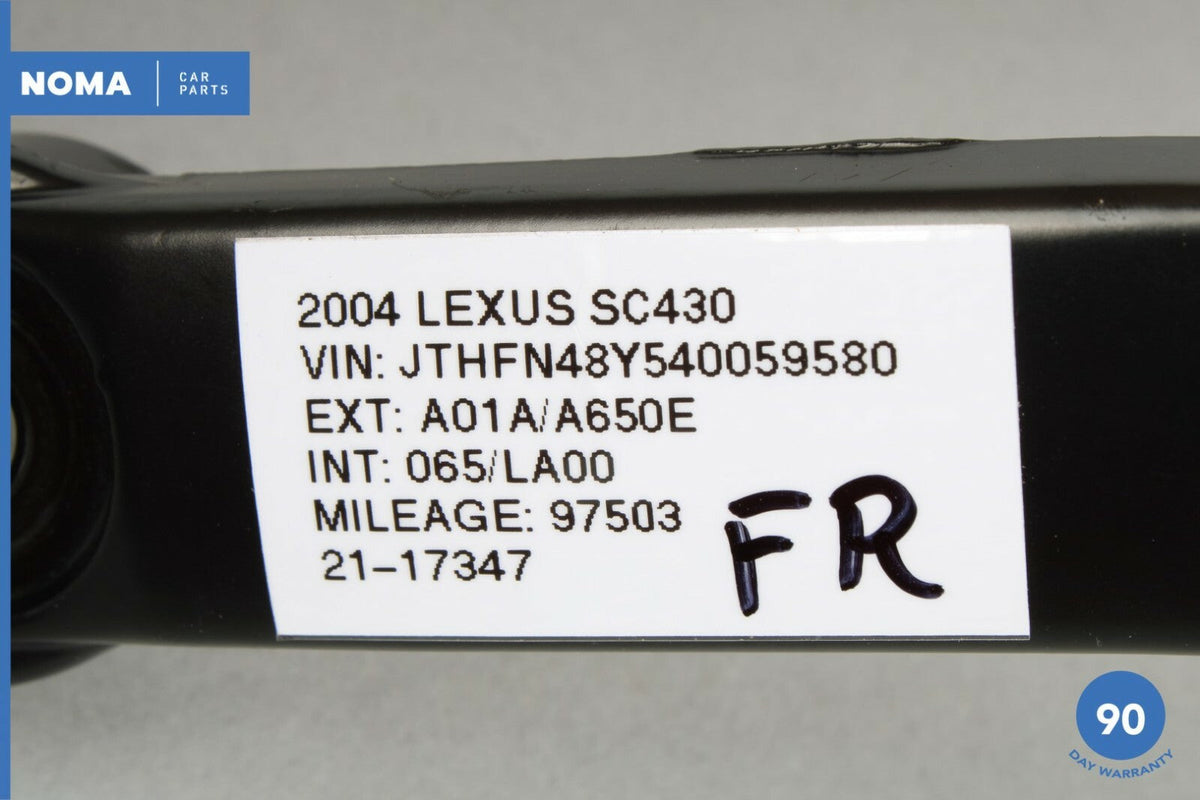 NOMA
CAR
PARTS
2004 LEXUS SC430
VIN: JTHFN48Y540059580
EXT: A01A/A650E
INT: 065/LA00
MILEAGE: 97503
21-17347
FR
90
DAY WARRANTY